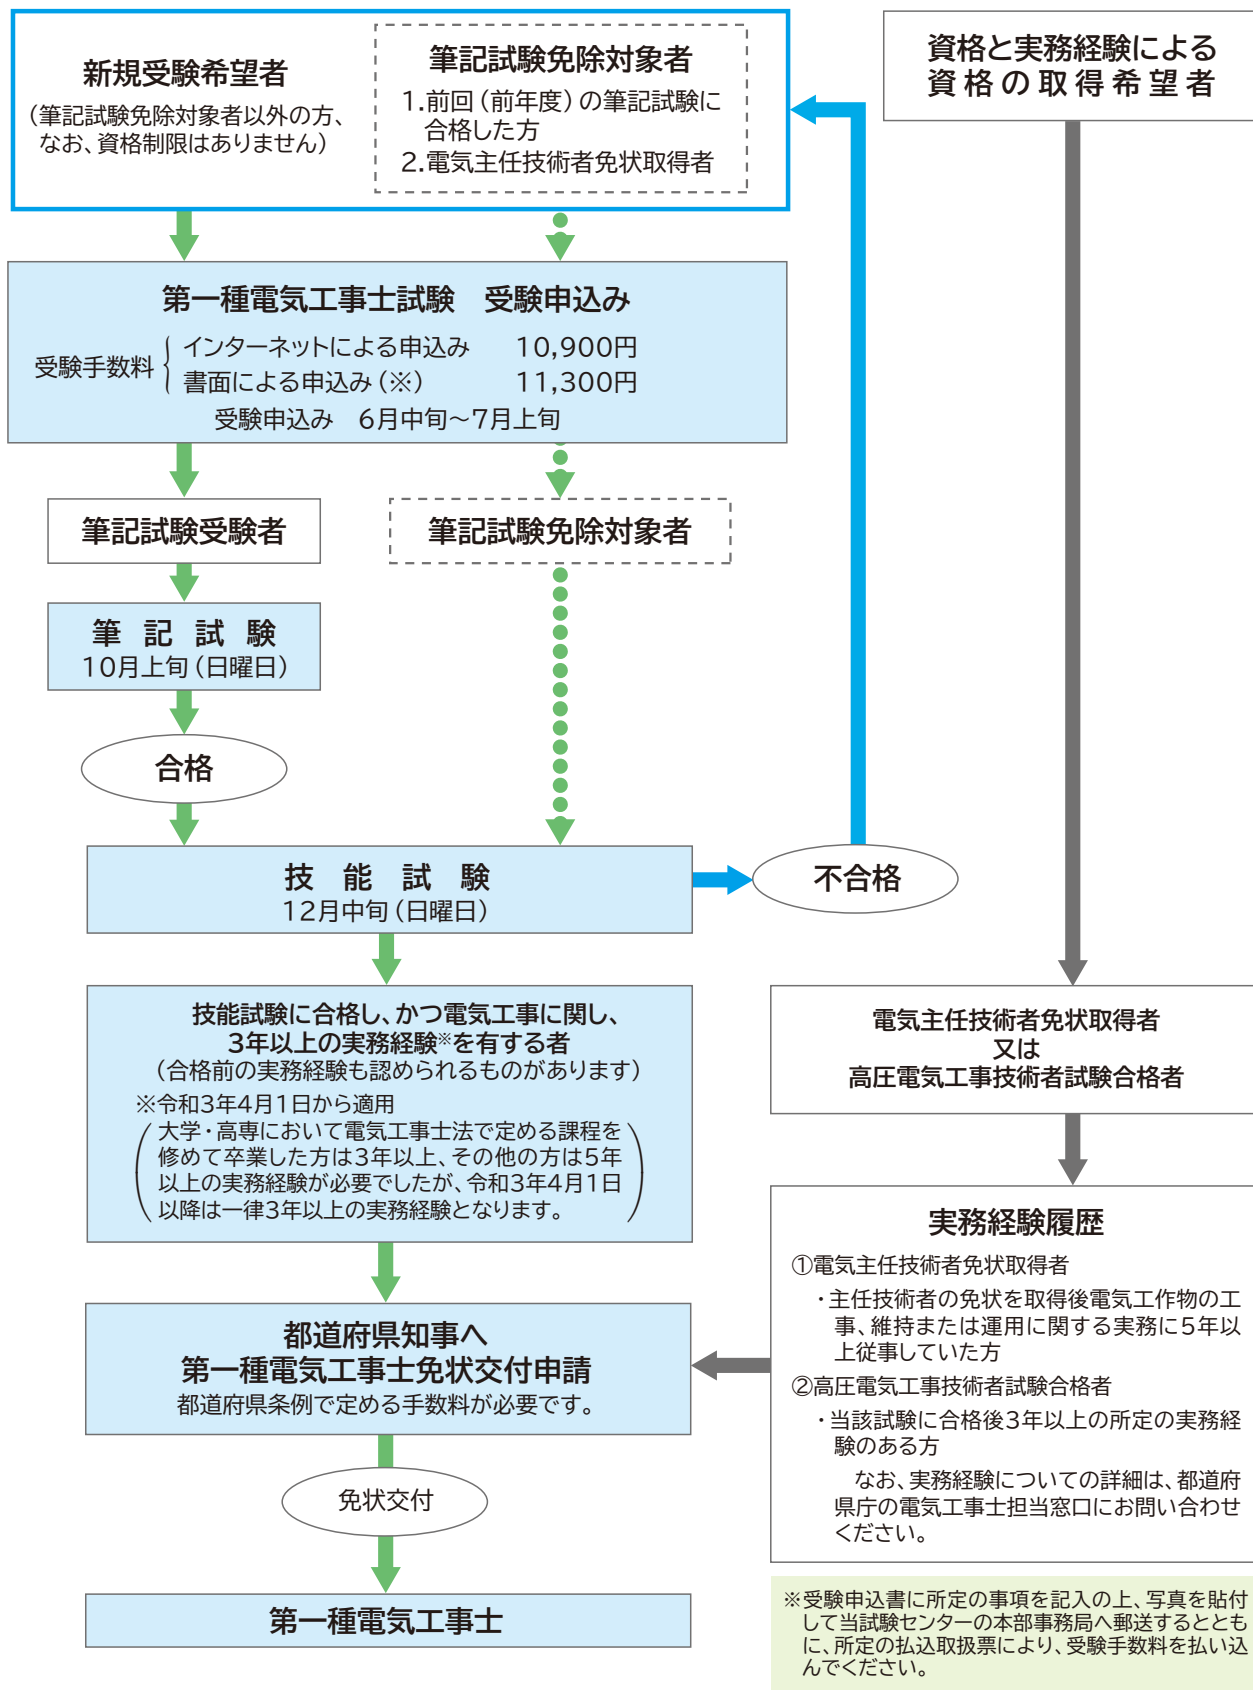 新規受験希望者
（筆記試験免除対象者以外の方、
なお、資格制限はありません）
筆記試験免除対象者
1.前回（前年度）の筆記試験に
合格した方
2.電気主任技術者免状取得者
資格と実務経験による
資格の取得希望者
第一種電気工事士試験　受験申込み
受験手数料
インターネットによる申込み　10,900円
書面による申込み（※）　11,300円
受験申込み　6月中旬～7月上旬
筆記試験受験者
筆記試験免除対象者
筆記試験
10月上旬（日曜日）
合格
技能試験
12月中旬（日曜日）
不合格
技能試験に合格し、かつ電気工事に関し、
3年以上の実務経験※を有する者
（合格前の実務経験も認められるものがあります）
※令和3年4月1日から適用
（大学・高専において電気工事士法で定める課程を
修めて卒業した方は3年以上、その他の方は5年
以上の実務経験が必要でしたが、令和3年4月1日
以降は一律3年以上の実務経験となります。）
電気主任技術者免状取得者
又は
高圧電気工事技術者試験合格者
実務経験履歴
①電気主任技術者免状取得者
・主任技術者の免状を取得後電気工作物の工
事、維持または運用に関する実務に5年以
上従事していた方
②高圧電気工事技術者試験合格者
・当該試験に合格後3年以上の所定の実務経
験のある方
なお、実務経験についての詳細は、都道府
県庁の電気工事士担当窓口にお問い合わせ
ください。
都道府県知事へ
第一種電気工事士免状交付申請
都道府県条例で定める手数料が必要です。
免状交付
第一種電気工事士
※受験申込書に所定の事項を記入の上、写真を貼付
して当試験センターの本部事務局へ郵送するととも
に、所定の払込取扱票により、受験手数料を払い込
んでください。